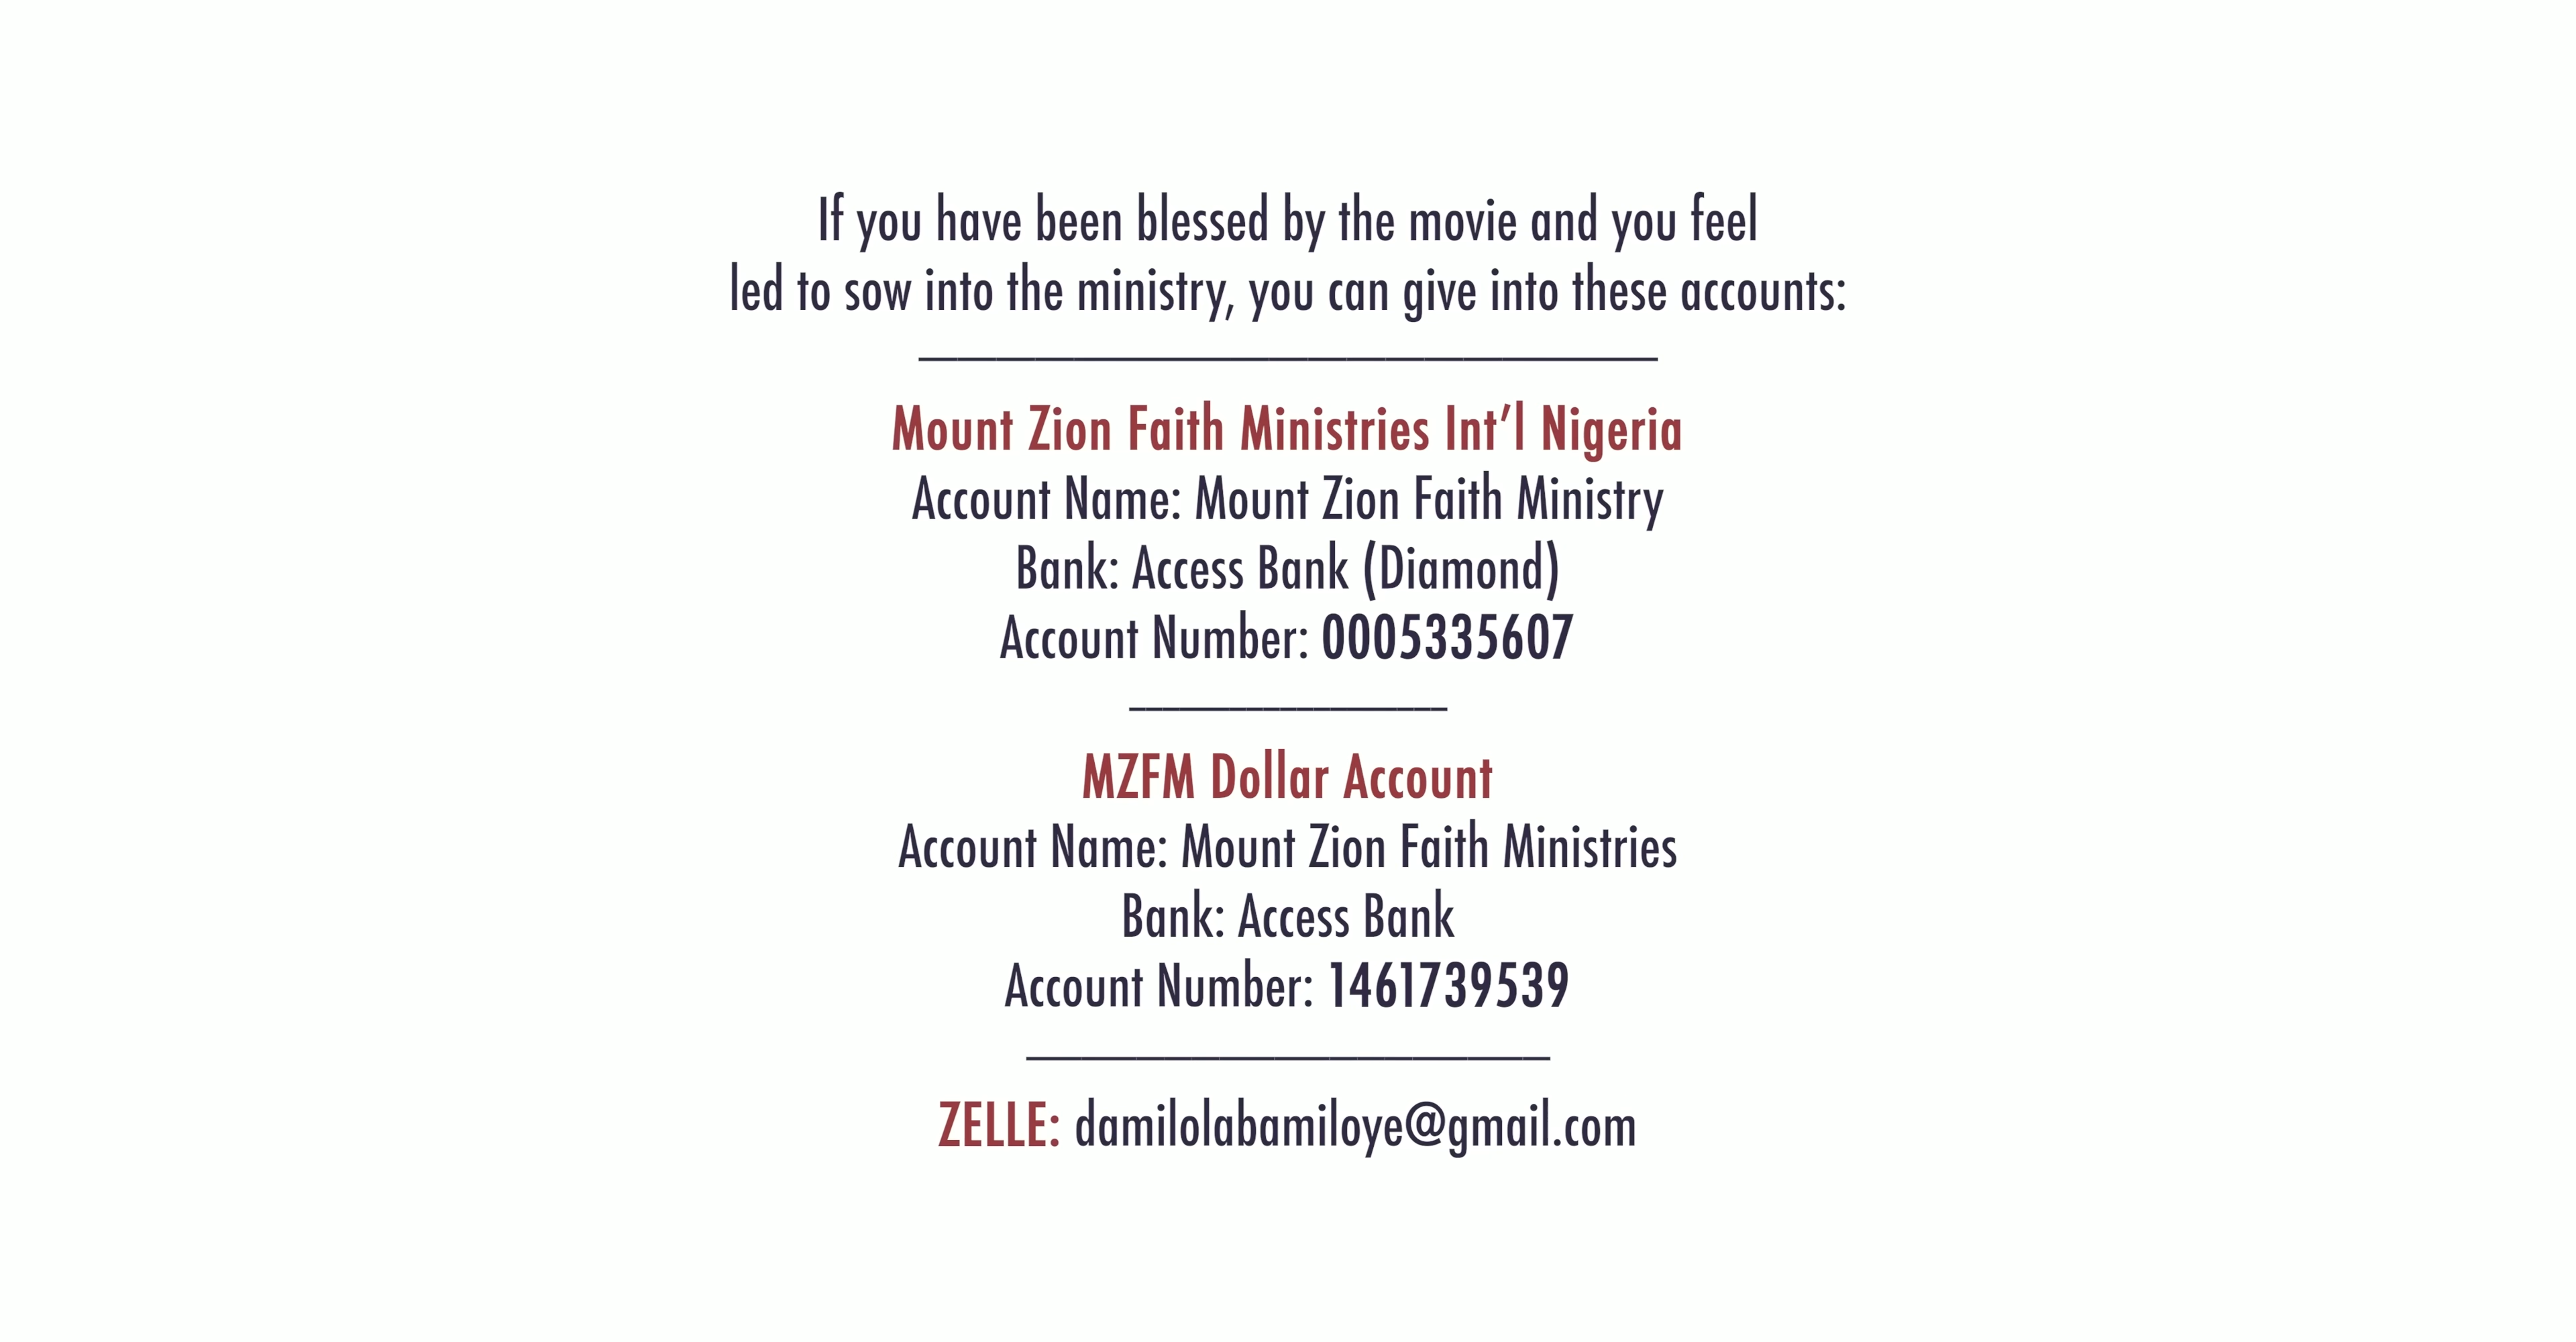 If you have been blessed by the movie and you feel
led to sow into the ministry, you can give into these accounts:
Mount Zion Faith Ministries Int’l Nigeria
Account Name: Mount Zion Faith Ministry
Bank: Access Bank (Diamond)
Account Number: 0005335607
MZFM Dollar Account
Account Name: Mount Zion Faith Ministries
Bank: Access Bank
Account Number: 1461739539
ZELLE: damilolabamiloye@gmail.com